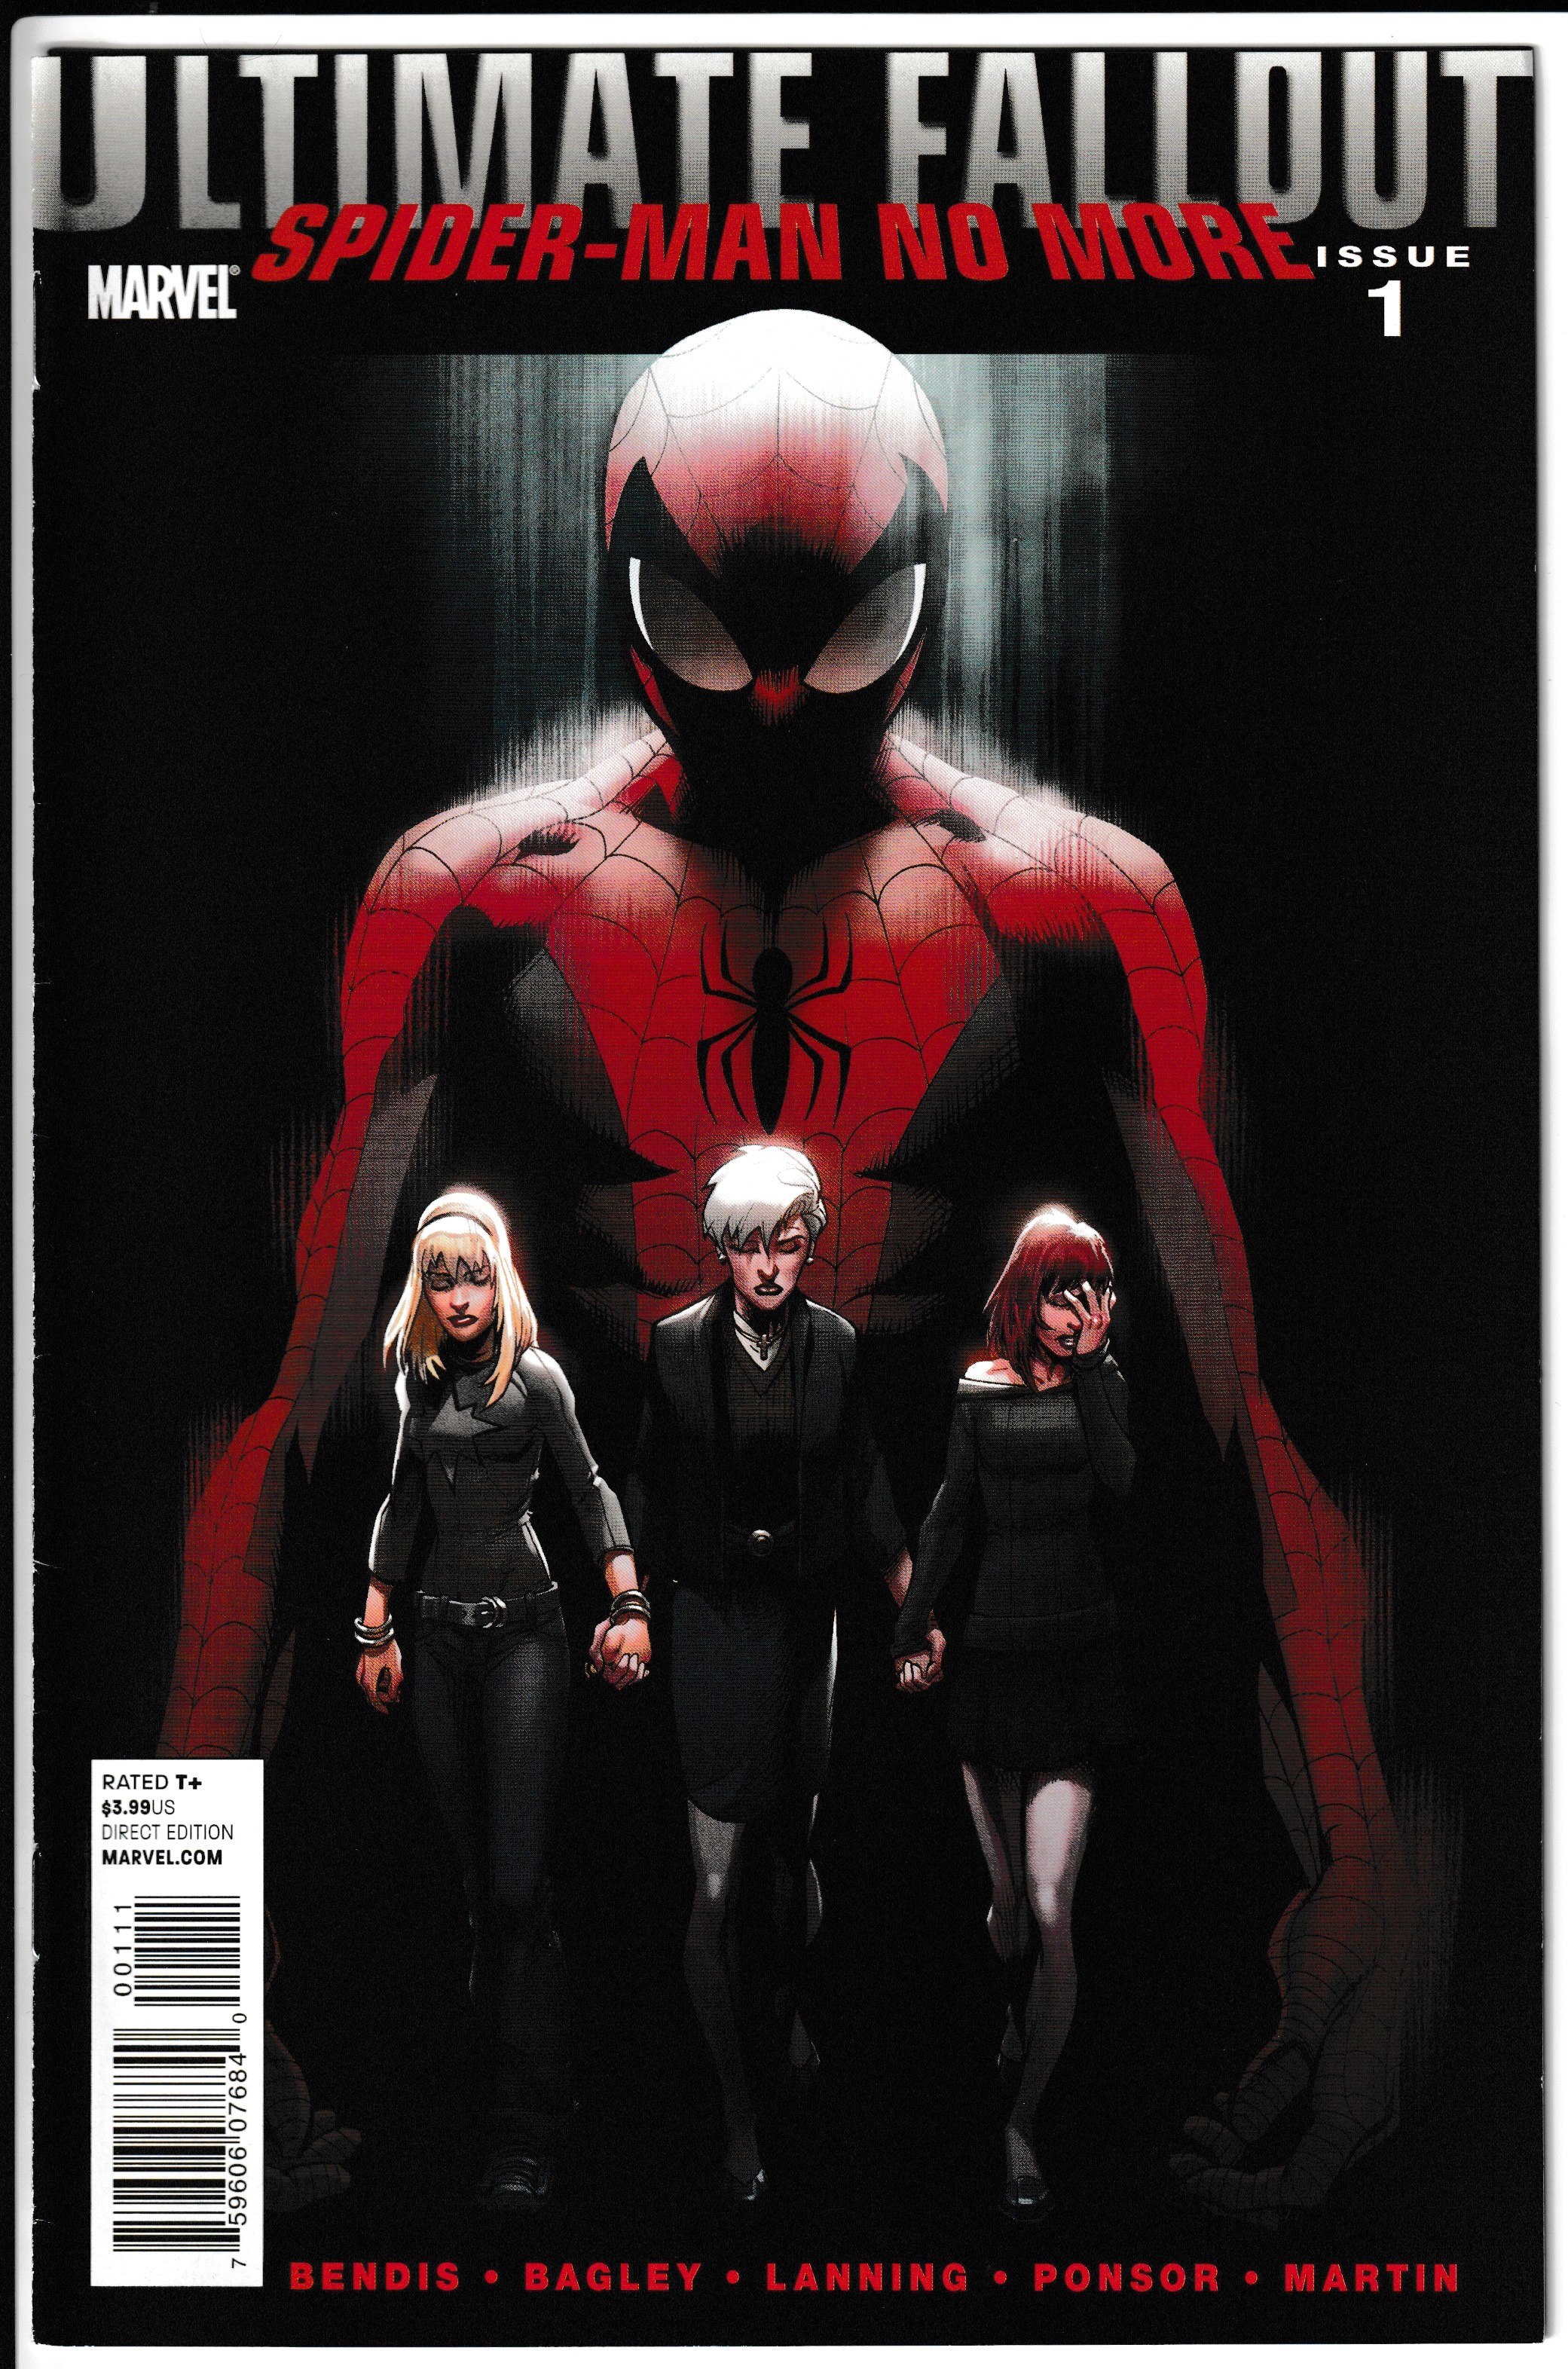 ULTIMATE FALLOUT
SPIDER-MAN NO MORE
MARVEL®
ISSUE
1
RATED T+
$3.99US
DIRECT EDITION
MARVEL.COM
00111
7 59606 07684 0
BENDIS • BAGLEY • LANNING • PONSOR • MARTIN